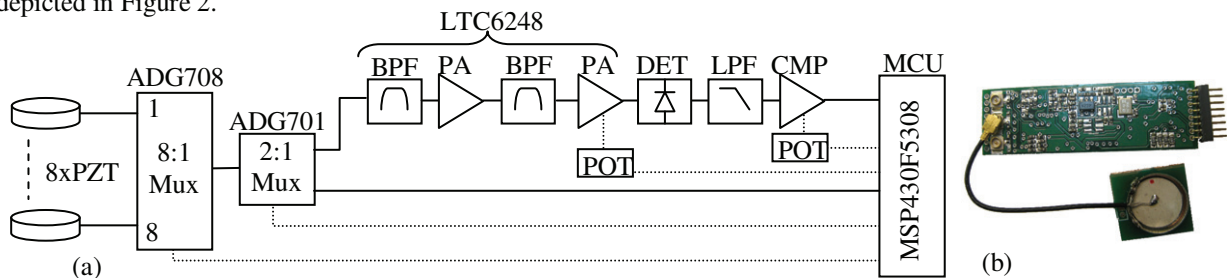 depicted in Figure 2.
LTC6248
BPF PA BPF PA DET LPF CMP MCU
ADG708
1
ADG701
8:1
Mux
2:1
Mux
8xPZT
POT
POT
MSP430F5308
8
(a)
(b)